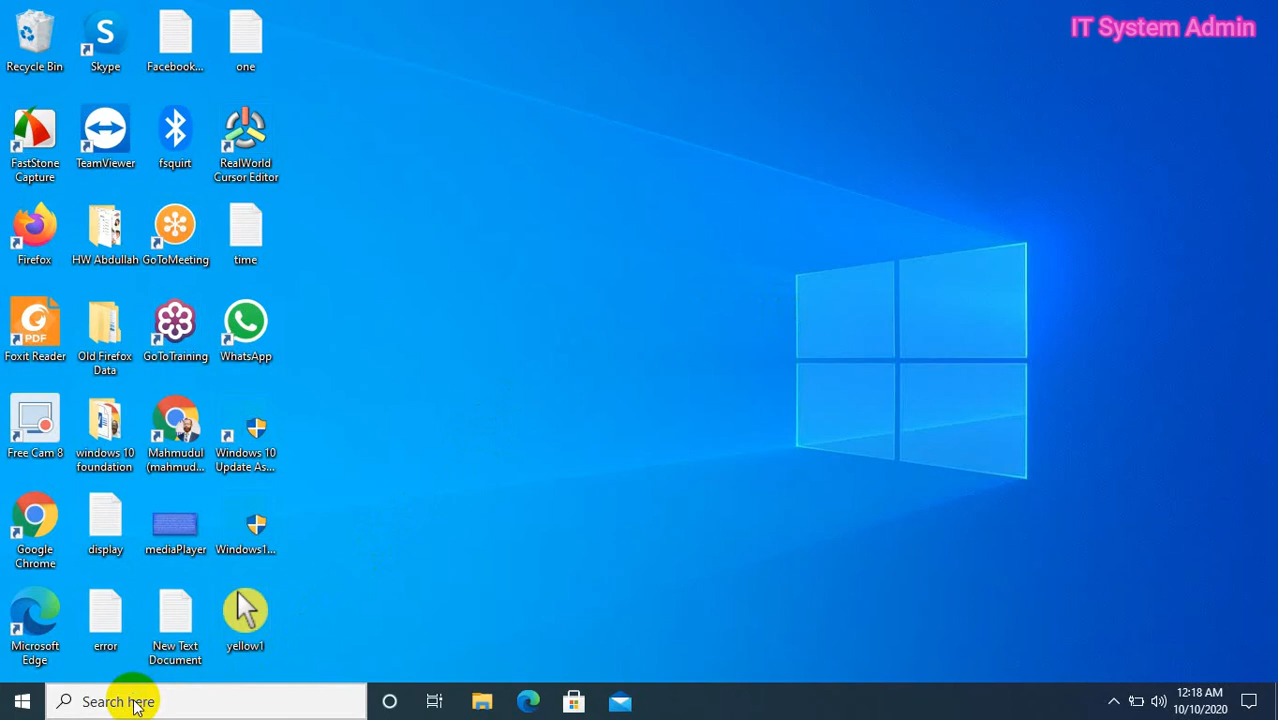 IT System Admin
Recycle Bin
Skype
Facebook...
one
FastStone
Capture
TeamViewer
fsquirt
RealWorld
Cursor Editor
Firefox
HW Abdullah
GoToMeeting
time
PDF
Foxit Reader
Old Firefox
Data
GoToTraining
WhatsApp
Free Cam 8
windows 10
foundation
Mahmudul
(mahmud...
Windows 10
Update As...
Google
Chrome
display
mediaPlayer
Windows1...
Microsoft
Edge
error
New Text
Document
yellow1
Search here
12:18 AM
10/10/2020